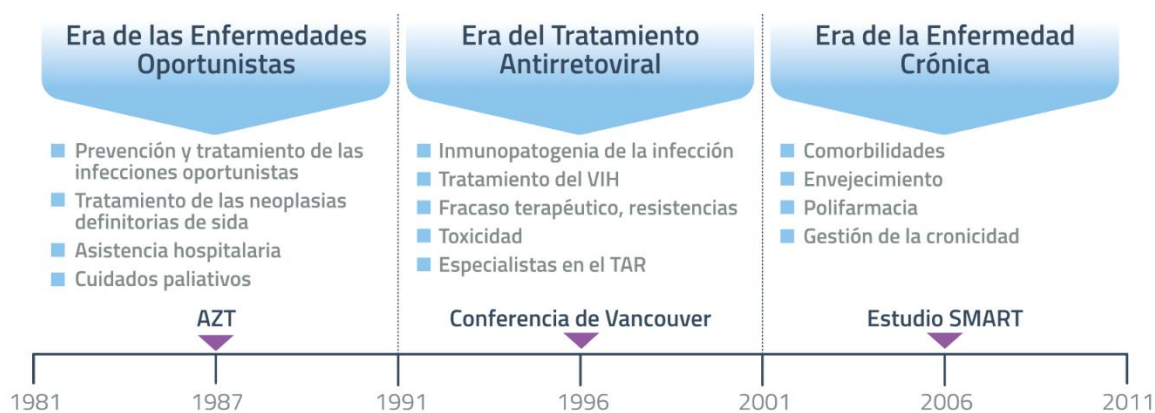 Era de las Enfermedades
Oportunistas
Prevención y tratamiento de las
infecciones oportunistas
Tratamiento de las neoplasias
definitorias de sida
Asistencia hospitalaria
Cuidados paliativos
AZT
Era del Tratamiento
Antirretoviral
Inmunopatogenia de la infección
Tratamiento del VIH
Fracaso terapéutico, resistencias
Toxicidad
Especialistas en el TAR
Conferencia de Vancouver
Era de la Enfermedad
Crónica
Comorbilidades
Envejecimiento
Polifarmacia
Gestión de la cronicidad
Estudio SMART
1981
1987
1991
1996
2001
2006
2011